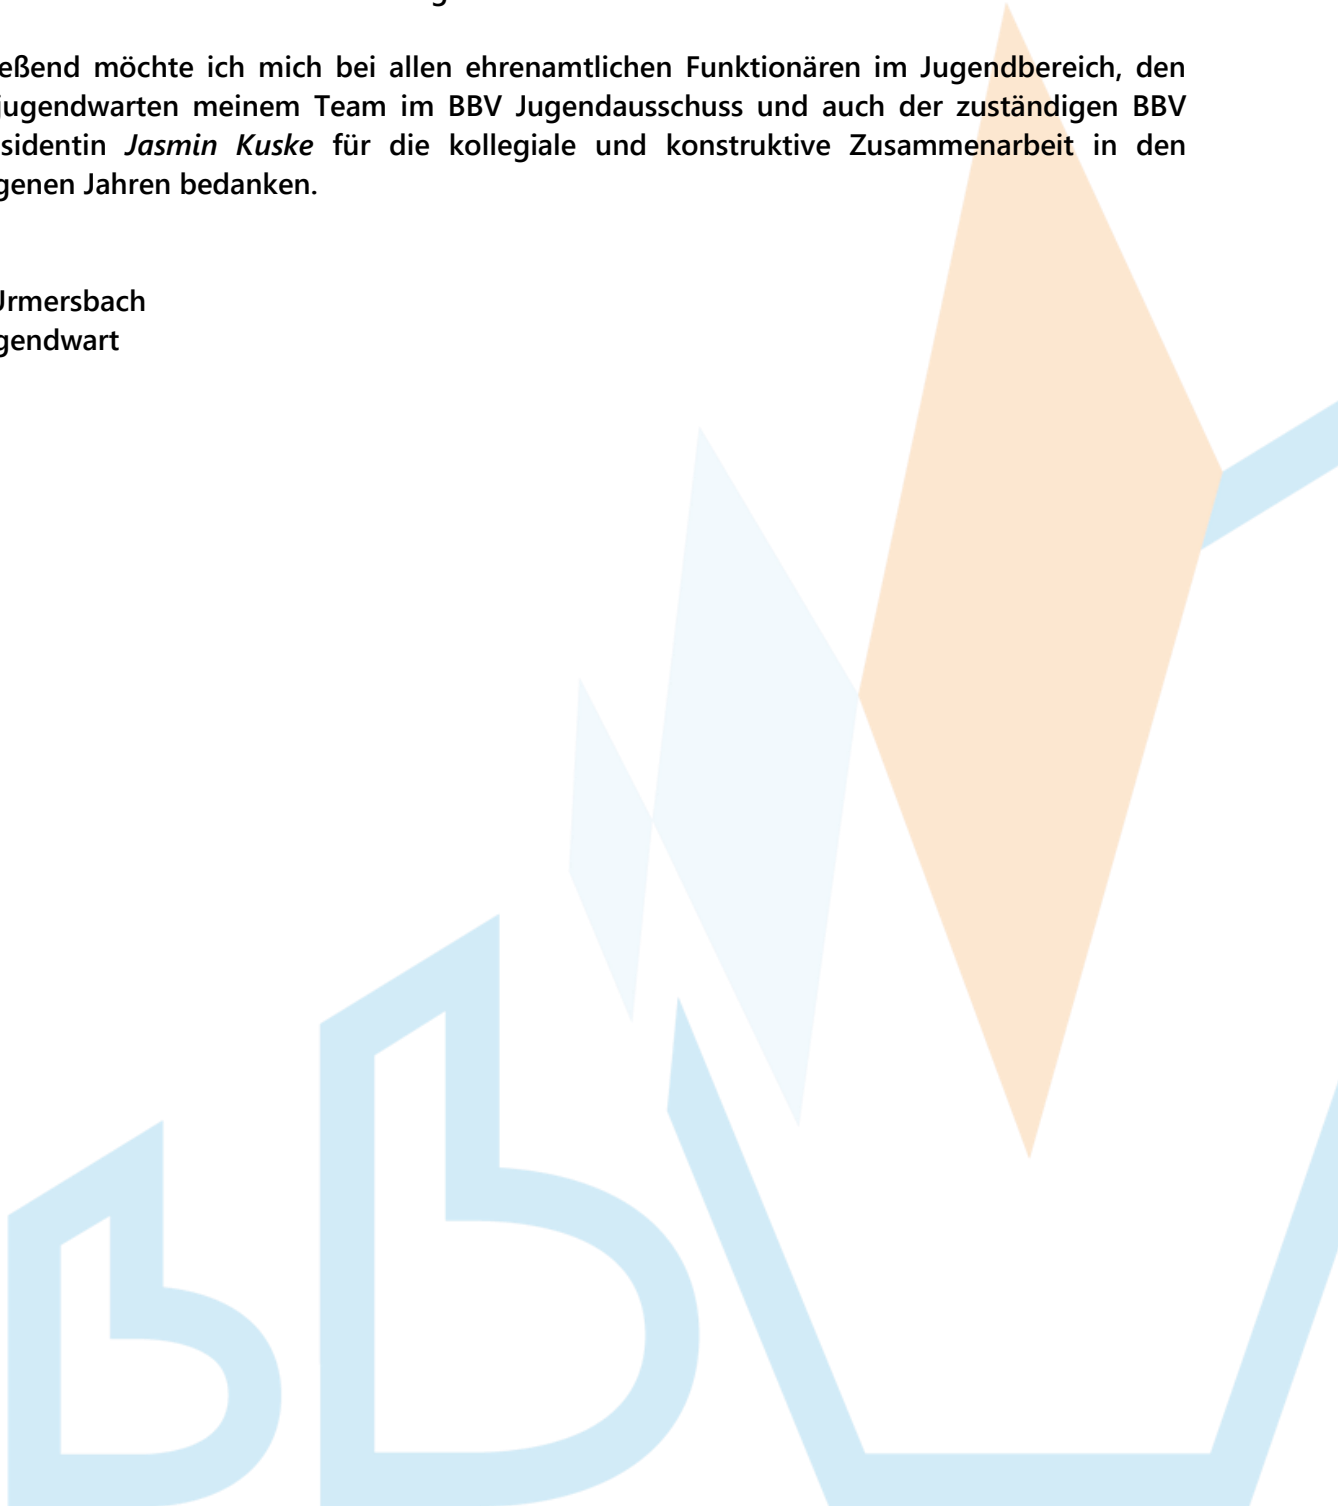 eßend möchte ich mich bei allen ehrenamtlichen Funktionären im Jugendbereich, den
jugendwarten meinem Team im BBV Jugendausschuss und auch der zuständigen BBV
sidentin Jasmin Kuske für die kollegiale und konstruktive Zusammenarbeit in den
genen Jahren bedanken.
Urmersbach
gendwart
BBV